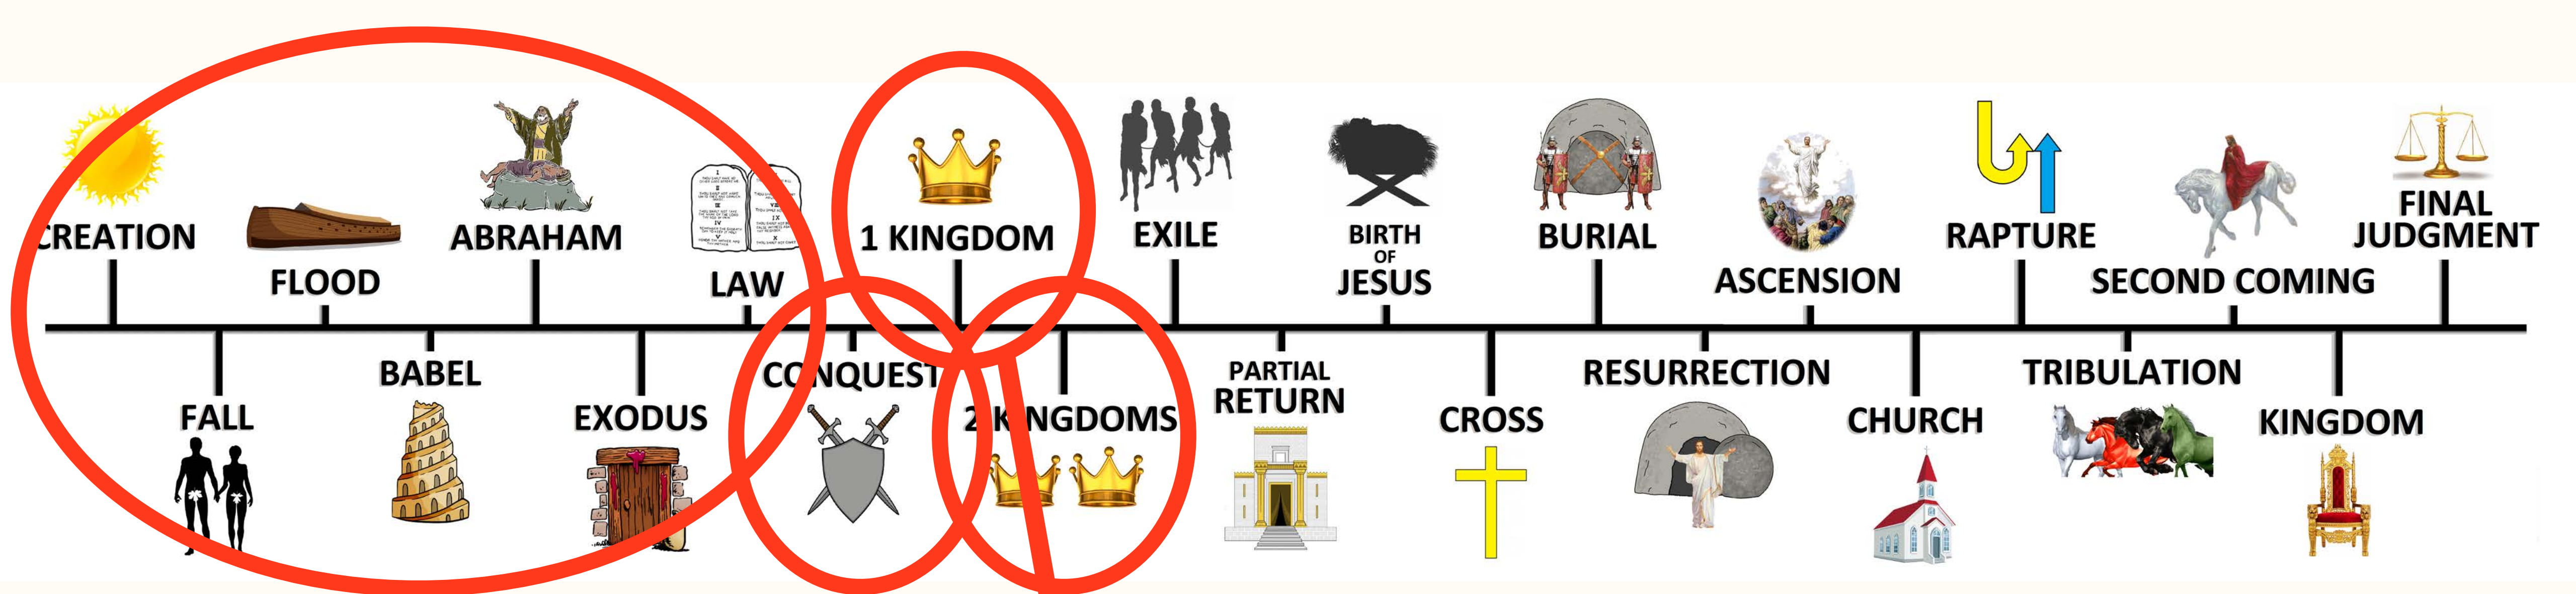 CREATION
FALL
FLOOD
BABEL
ABRAHAM
EXODUS
LAW
CONQUEST
1 KINGDOM
2 KINGDOMS
EXILE
PARTIAL
RETURN
BIRTH
OF
JESUS
CROSS
BURIAL
RESURRECTION
ASCENSION
CHURCH
RAPTURE
TRIBULATION
SECOND COMING
KINGDOM
FINAL
JUDGMENT